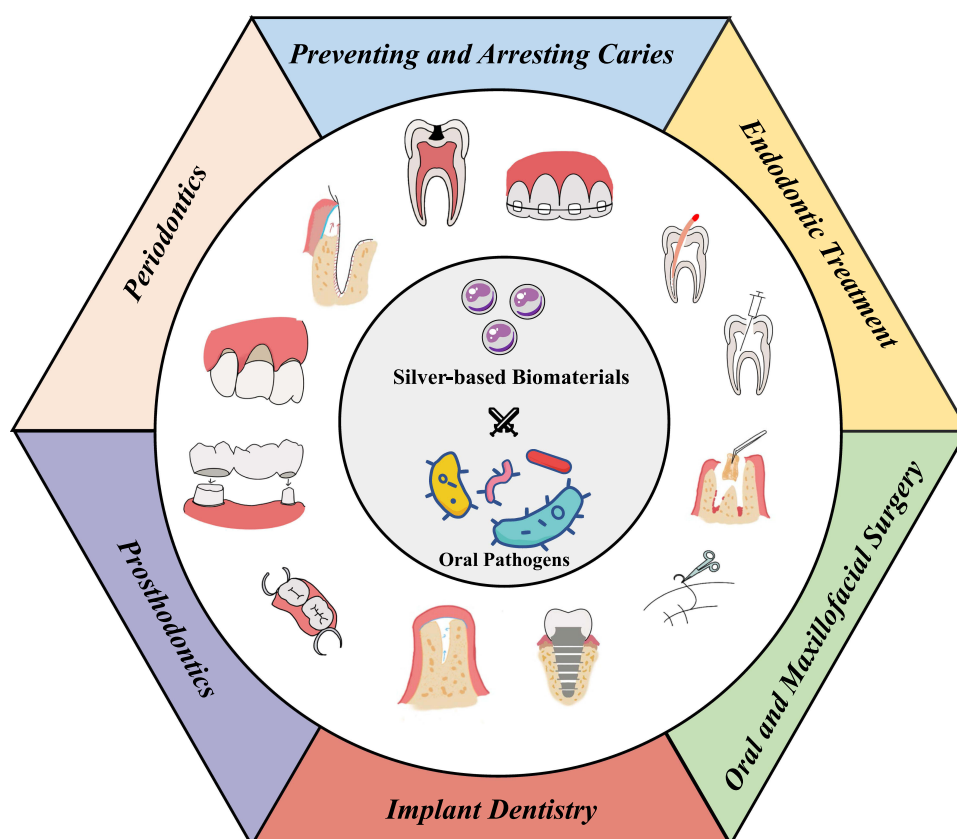 Preventing and Arresting Caries
Periodontics
Endodontic Treatment
Silver-based Biomaterials
Oral Pathogens
Prosthodontics
Oral and Maxillofacial Surgery
Implant Dentistry